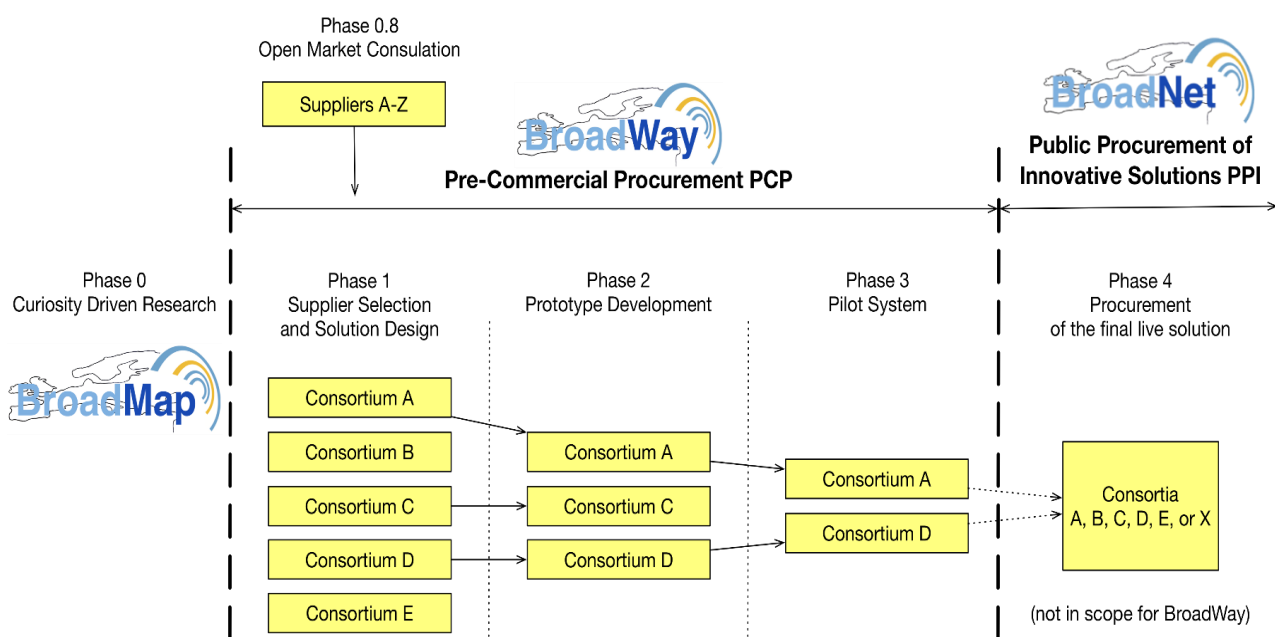 Phase 0.8
Open Market Consulation
Suppliers A-Z
BroadWay
Pre-Commercial Procurement PCP
BroadNet
Public Procurement of
Innovative Solutions PPI
Phase 0
Curiosity Driven Research
BroadMap
Phase 1
Supplier Selection
and Solution Design
Consortium A
Consortium B
Consortium C
Consortium D
Consortium E
Phase 2
Prototype Development
Consortium A
Consortium C
Consortium D
Phase 3
Pilot System
Consortium A
Consortium D
Phase 4
Procurement
of the final live solution
Consortia
A, B, C, D, E, or X
(not in scope for BroadWay)